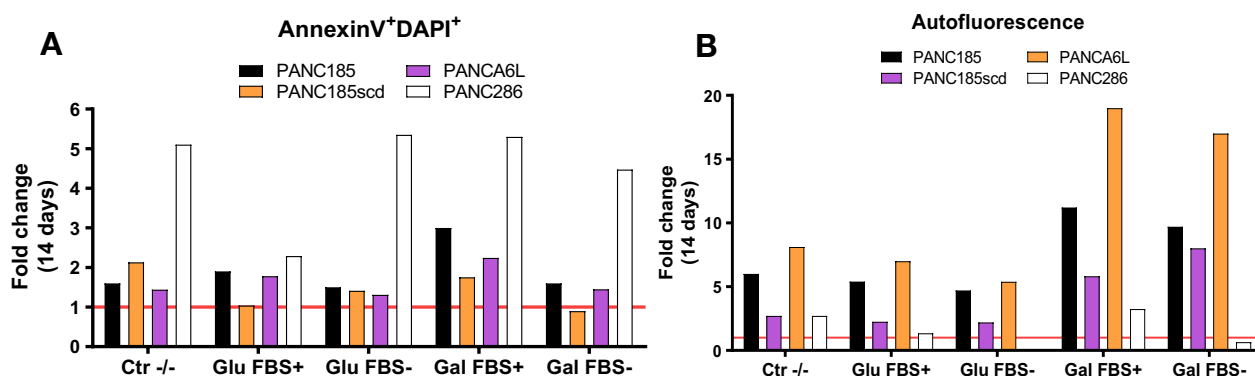 A
AnnexinV⁺DAPI⁺
PANC185
PANCA6L
PANC185scd
PANC286
Fold change
(14 days)
6
5
4
3
2
1
0
Ctr -/-
Glu FBS+
Glu FBS-
Gal FBS+
Gal FBS-
B
Autofluorescence
PANC185
PANCA6L
PANC185scd
PANC286
Fold change
(14 days)
20
15
10
5
0
Ctr -/-
Glu FBS+
Glu FBS-
Gal FBS+
Gal FBS-